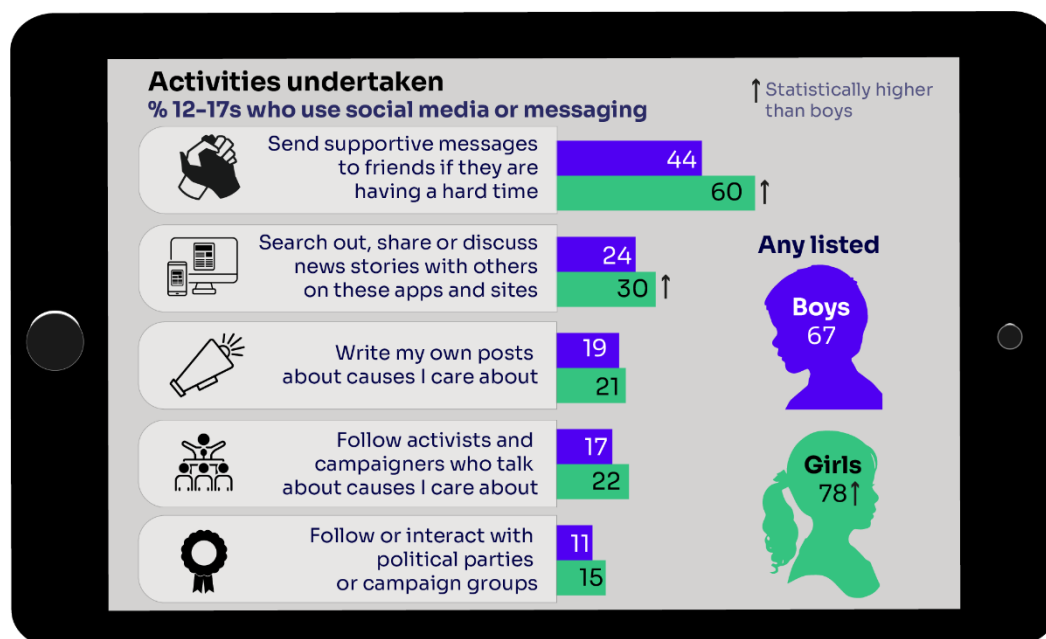 Activities undertaken
% 12-17s who use social media or messaging
↑ Statistically higher
than boys
Send supportive messages
to friends if they are
having a hard time
44
60 ↑
Search out, share or discuss
news stories with others
on these apps and sites
24
30 ↑
Write my own posts
about causes I care about
19
21
Follow activists and
campaigners who talk
about causes I care about
17
22
Follow or interact with
political parties
or campaign groups
11
15
Any listed
Boys
67
Girls
78↑